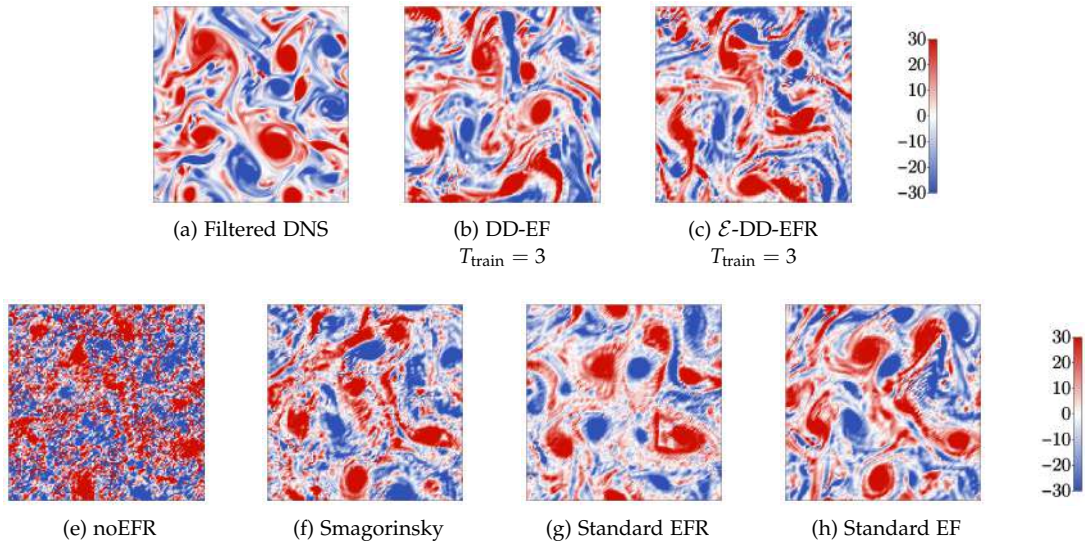 30
20
10
0
−10
−20
−30
(a) Filtered DNS
(b) DD-EF
T_train = 3
(c) ℰ-DD-EFR
T_train = 3
30
20
10
0
−10
−20
−30
(e) noEFR
(f) Smagorinsky
(g) Standard EFR
(h) Standard EF